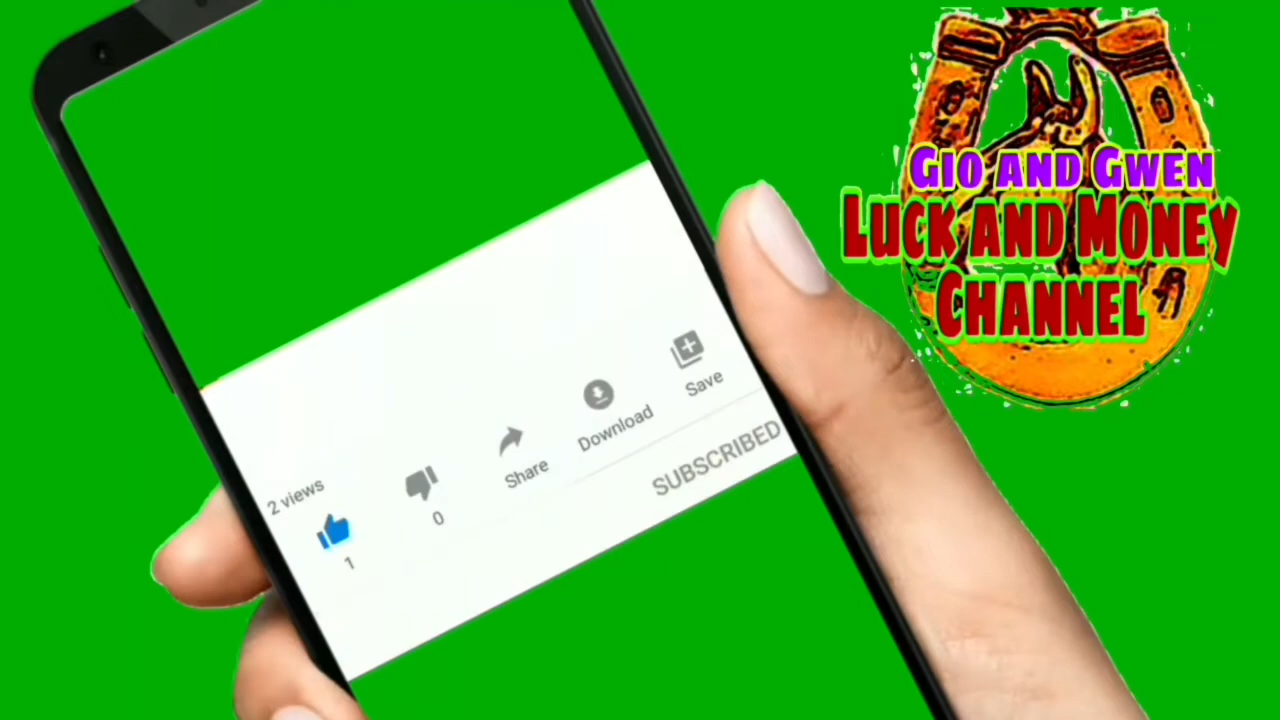 Gio and Gwen
Luck and Money
Channel
2 views
1
0
Share
Download
Save
SUBSCRIBED